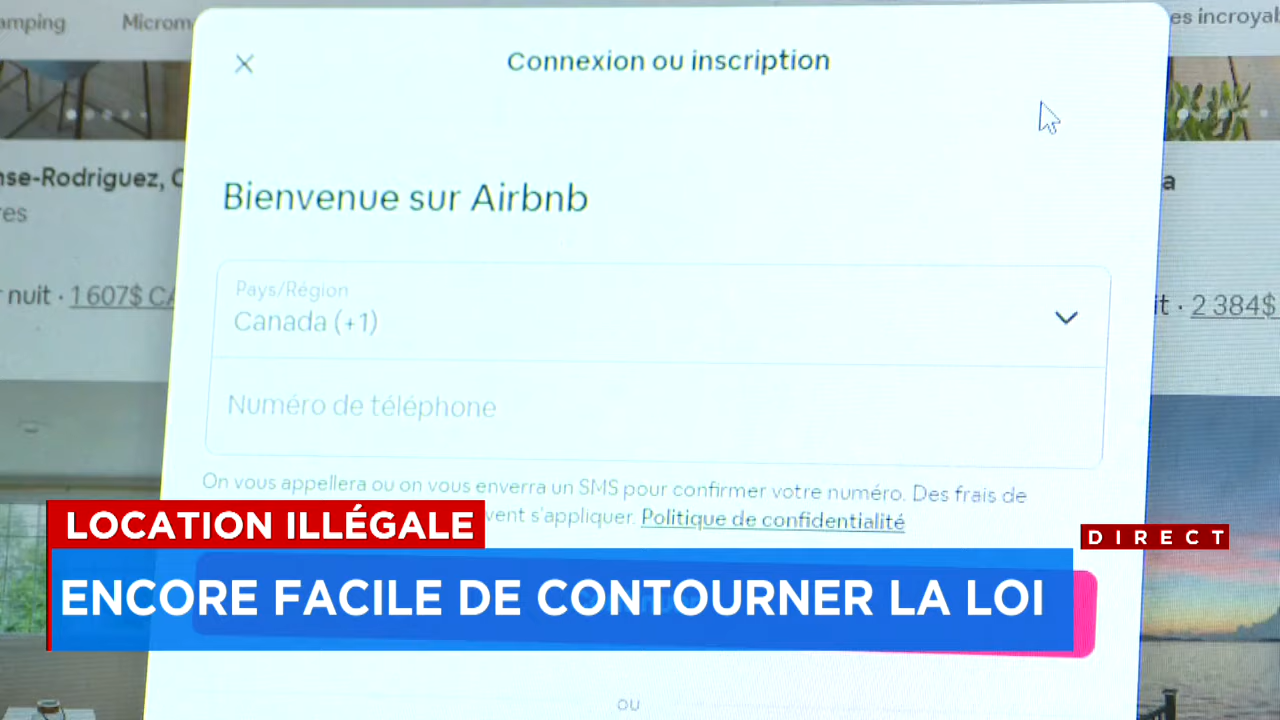 Connexion ou inscription
Bienvenue sur Airbnb
nuit · 1 607$
2 384$
Pays/Région
Canada (+1)
Numéro de téléphone
On vous appellera ou on vous enverra un SMS pour confirmer votre numéro. Des frais de
s'appliquer. Politique de confidentialité
LOCATION ILLÉGALE
DIRECT
ENCORE FACILE DE CONTOURNER LA LOI
ou